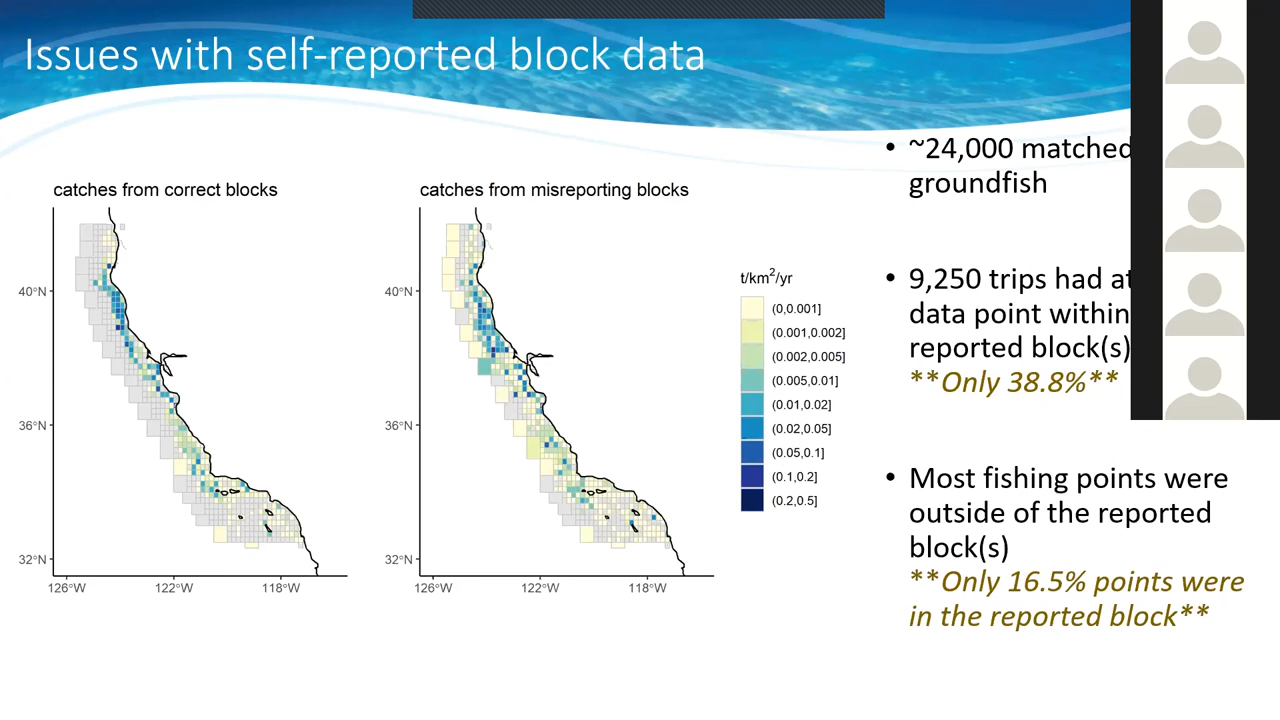 Issues with self-reported block data
catches from correct blocks
40°N
36°N
32°N
126°W 122°W 118°W
catches from misreporting blocks
40°N
36°N
32°N
126°W 122°W 118°W
t/km²/yr
(0,0.001]
(0.001,0.002]
(0.002,0.005]
(0.005,0.01]
(0.01,0.02]
(0.02,0.05]
(0.05,0.1]
(0.1,0.2]
(0.2,0.5]
• ~24,000 matched
groundfish
• 9,250 trips had at
data point within
reported block(s)
**Only 38.8%**
• Most fishing points were
outside of the reported
block(s)
**Only 16.5% points were
in the reported block**